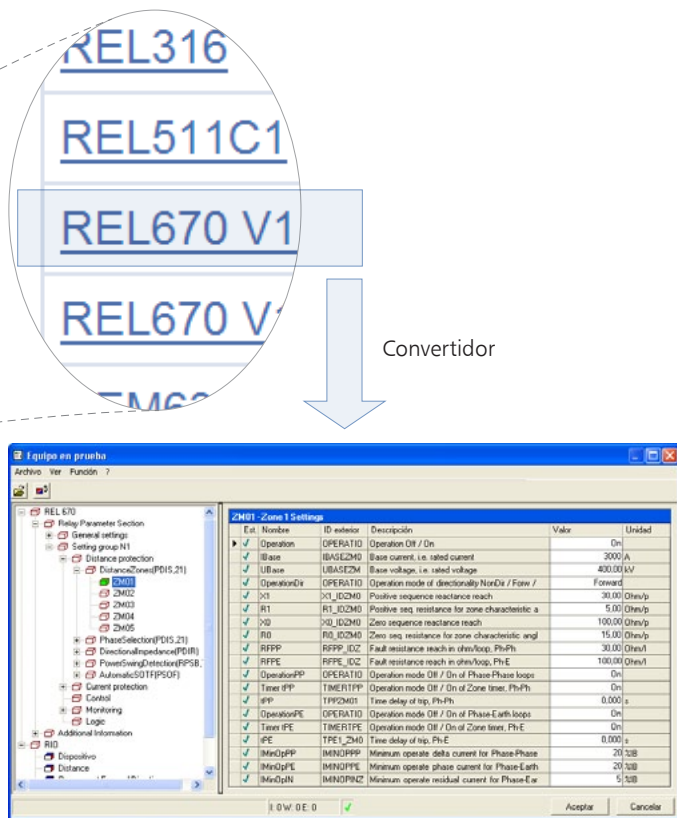 REL316
REL511C1
REL670 V1
REL670 V1
Convertidor
Equipo en prueba
Archivo Ver Función ?
REL 670
Relay Parameter Section
General settings
Setting group N1
Distance protection
DistanceZones(PDIS,21)
ZM01
ZM02
ZM03
ZM04
ZM05
PhaseSelection(PDIS,21)
DirectionalImpedance(PDIR)
PowerSwingDetection(RPSB,
AutomaticSOTF(PSOF)
Current protection
Control
Monitoring
Logic
Additional Information
RIO
Dispositivo
Distance
ZM01 - Zone 1 Settings
Est Nombre ID exterior Descripción Valor Unidad
Operation OPERATIO Operation Off / On On
IBase IBASEZM0 Base current, i.e. rated current 3000 A
UBase UBASEZM Base voltage, i.e. rated voltage 400.00 kV
OperationDir OPERATIO Operation mode of directionality NonDir / Forw / Forward
X1 X1_IDZM0 Positive sequence reactance reach 30,00 Ohm/p
R1 R1_IDZM0 Positive seq. resistance for zone characteristic a 5,00 Ohm/p
X0 X0_IDZM0 Zero sequence reactance reach 100,00 Ohm/p
R0 R0_IDZM0 Zero seq. resistance for zone characteristic angl 15,00 Ohm/p
RFPP RFPP_IDZ Fault resistance reach in ohm/loop, Ph-Ph 30,00 Ohm/l
RFPE RFPE_IDZ Fault resistance reach in ohm/loop, Ph-E 100,00 Ohm/l
OperationPP OPERATIO Operation mode Off / On of Phase-Phase loops On
Timer tPP TIMERTPP Operation mode Off / On of Zone timer, Ph-Ph On
tPP TPPZM01 Time delay of trip, Ph-Ph 0,000 s
OperationPE OPERATIO Operation mode Off / On of Phase-Earth loops On
Timer tPE TIMERTPE Operation mode Off / On of Zone timer, Ph-E On
tPE TPE1_ZM0 Time delay of trip, Ph-E 0,000 s
IMinOpPP IMINOPPP Minimum operate delta current for Phase-Phase 20 %IB
IMinOpPE IMINOPPE Minimum operate phase current for Phase-Earth 20 %IB
IMinOpIN IMINOPINZ Minimum operate residual current for Phase-Ear 5 %IB
I: 0 W: 0 E: 0
Aceptar Cancelar